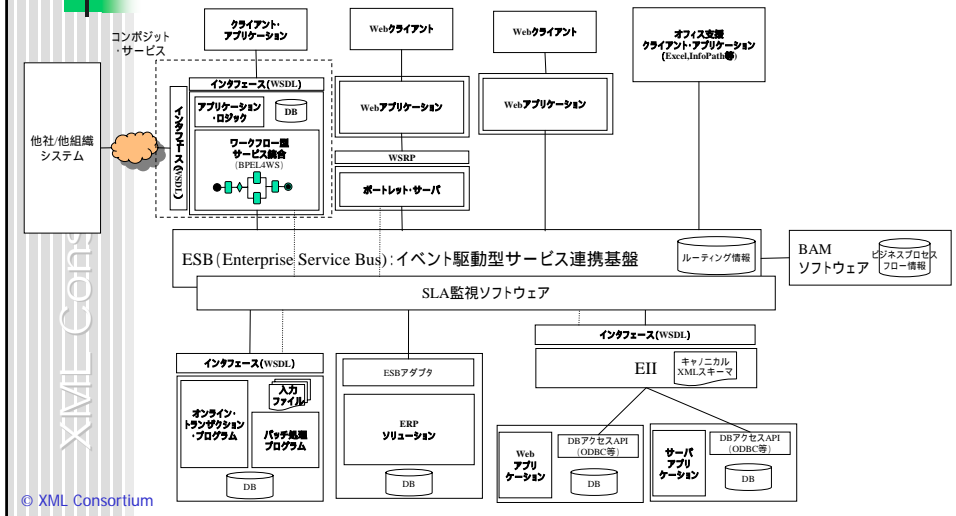 コンポジット
・サービス
クライアント・
アプリケーション
Webクライアント
Webクライアント
オフィス支援
クライアント・アプリケーション
(Excel,InfoPath等)
他社/他組織
システム
インタフェース(WSDL)
インタフェース(WSDL)
アプリケーション
・ロジック
DB
ワークフロー型
サービス統合
(BPEL4WS)
Webアプリケーション
WSRP
ポートレット・サーバ
Webアプリケーション
ESB(Enterprise Service Bus):イベント駆動型サービス連携基盤
ルーティング情報
BAM
ソフトウェア
ビジネスプロセス
フロー情報
SLA監視ソフトウェア
インタフェース(WSDL)
オンライン・
トランザクション
・プログラム
入力
ファイル
バッチ処理
プログラム
DB
ESBアダプタ
ERP
ソリューション
DB
インタフェース(WSDL)
EII
キャノニカル
XMLスキーマ
Web
アプリ
ケーション
DBアクセスAPI
(ODBC等)
DB
サーバ
アプリ
ケーション
DBアクセスAPI
(ODBC等)
DB
XML Cons
© XML Consortium